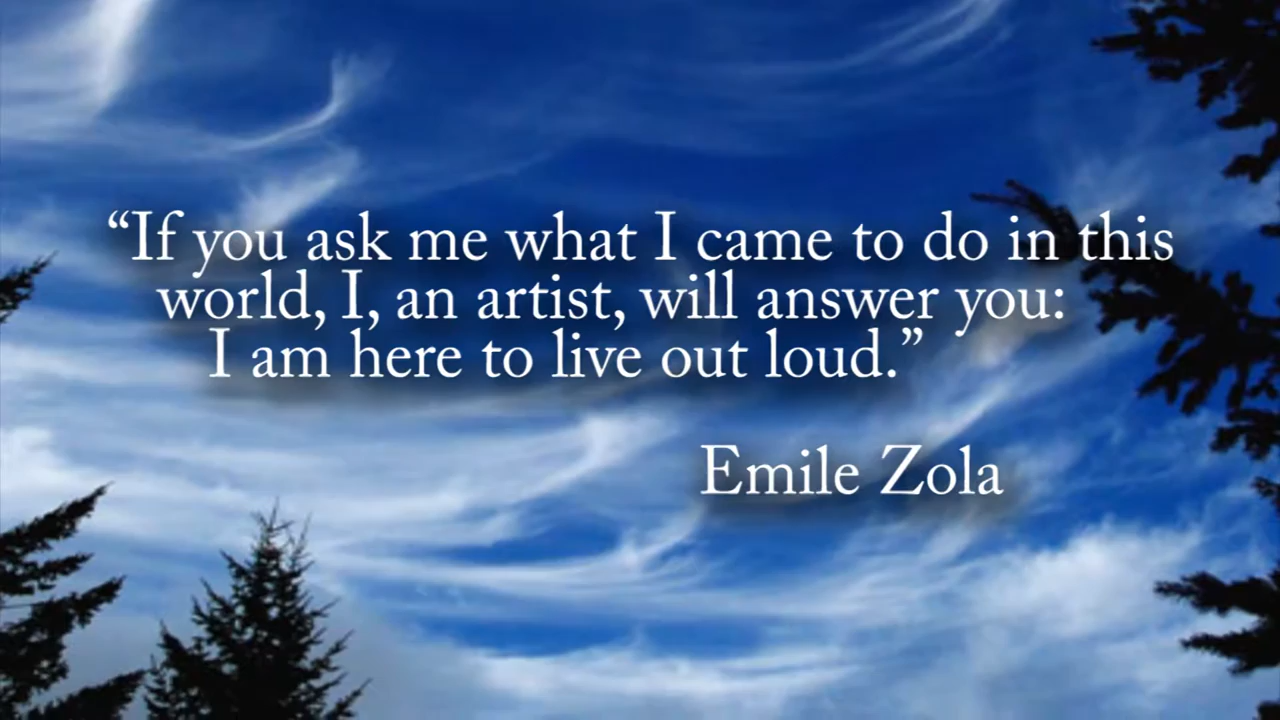 “If you ask me what I came to do in this
world, I, an artist, will answer you:
I am here to live out loud.”
Emile Zola